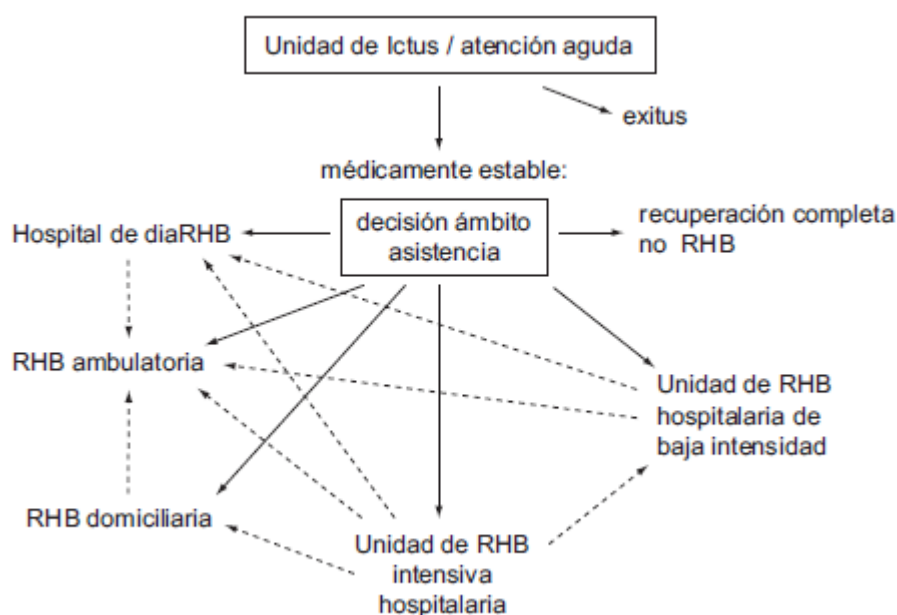 Unidad de Ictus / atención aguda
exitus
médicamente estable:
decisión ámbito
asistencia
recuperación completa
no RHB
Hospital de diaRHB
RHB ambulatoria
Unidad de RHB
hospitalaria de
baja intensidad
RHB domiciliaria
Unidad de RHB
intensiva
hospitalaria